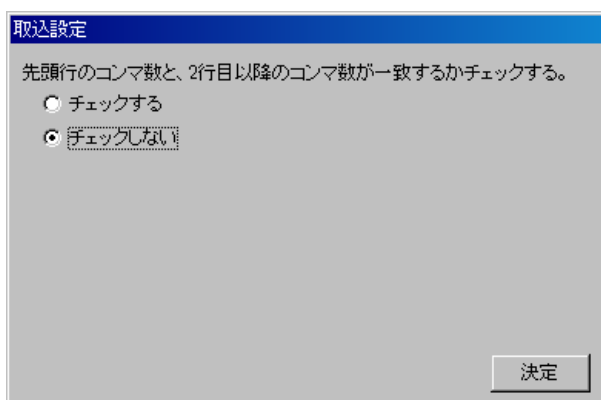 取込設定
先頭行のコンマ数と、2行目以降のコンマ数が一致するかチェックする。
チェックする
チェックしない
決定